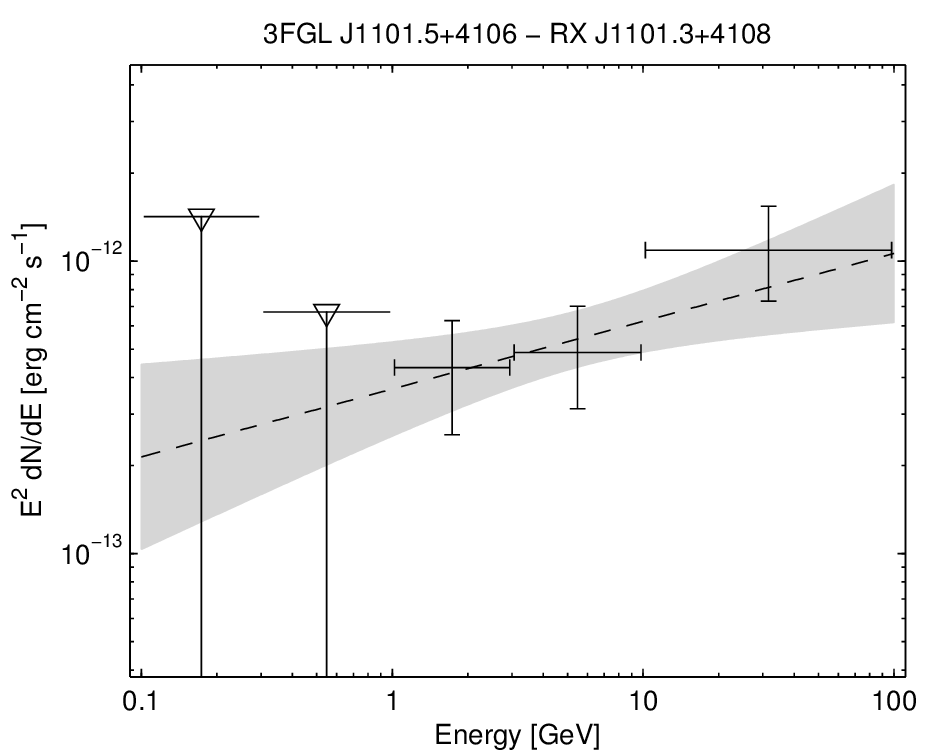 3FGL J1101.5+4106 − RX J1101.3+4108
E² dN/dE [erg cm⁻² s⁻¹]
10⁻¹²
10⁻¹³
0.1 1 10 100
Energy [GeV]